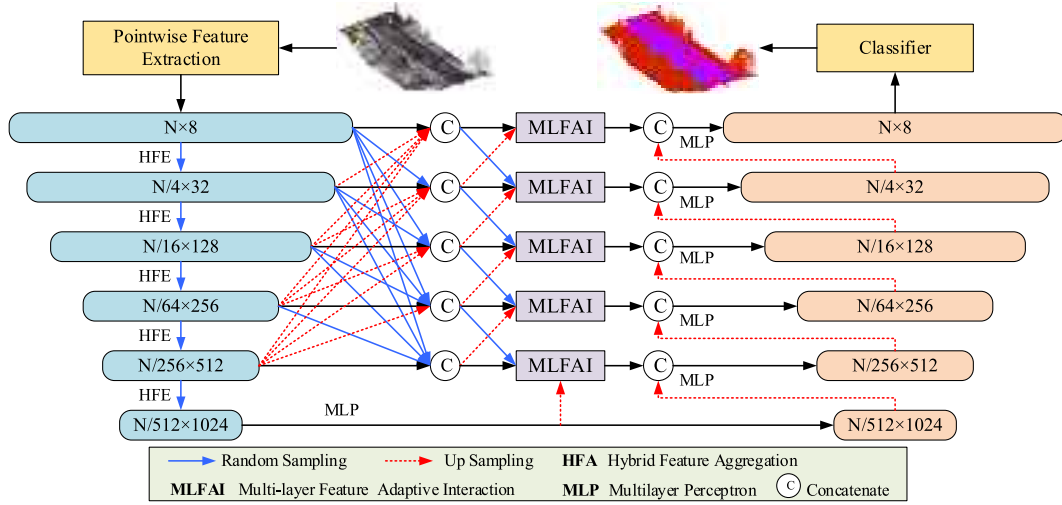 Pointwise Feature
Extraction
Classifier
N×8
C
MLFAI
C
MLP
N×8
HFE
N/4×32
C
MLFAI
C
MLP
N/4×32
HFE
N/16×128
C
MLFAI
C
MLP
N/16×128
HFE
N/64×256
C
MLFAI
C
MLP
N/64×256
HFE
N/256×512
C
MLFAI
C
MLP
N/256×512
HFE
N/512×1024
MLP
N/512×1024
Random Sampling
Up Sampling
HFA Hybrid Feature Aggregation
MLFAI Multi-layer Feature Adaptive Interaction
MLP Multilayer Perceptron
C Concatenate